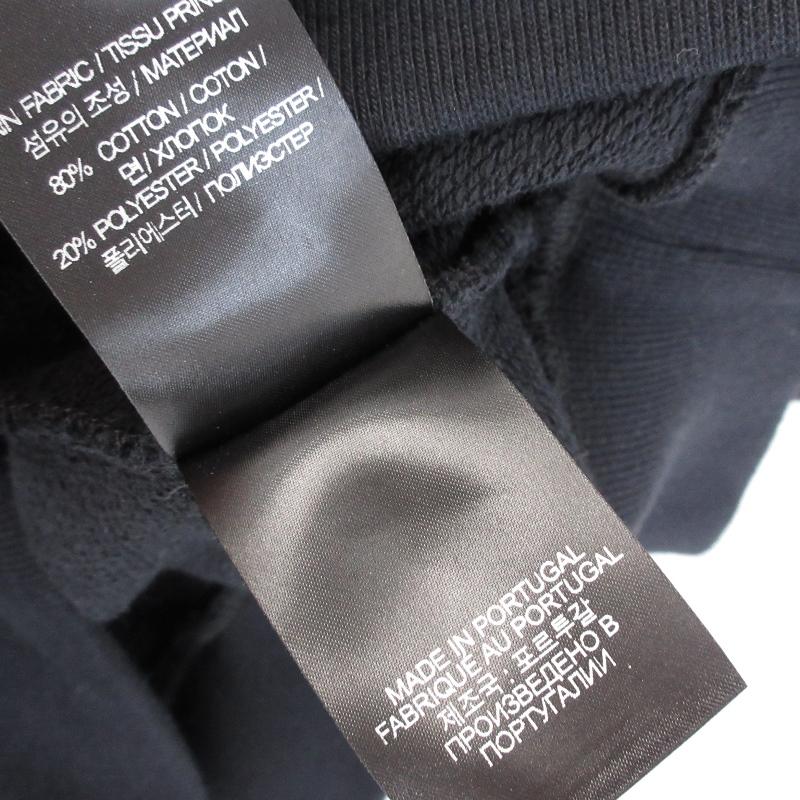 FABRIC / TISSU
섬유의 조성 / МАТЕРИАЛ
80% COTTON / COTON /
면 / ХЛОПОК
20% POLYESTER / POLYESTER /
폴리에스터 / ПОЛИЭСТЕР
MADE IN PORTUGAL
FABRIQUE AU PORTUGAL
제조국 : 포르투갈
ПРОИЗВЕДЕНО В
ПОРТУГАЛИИ